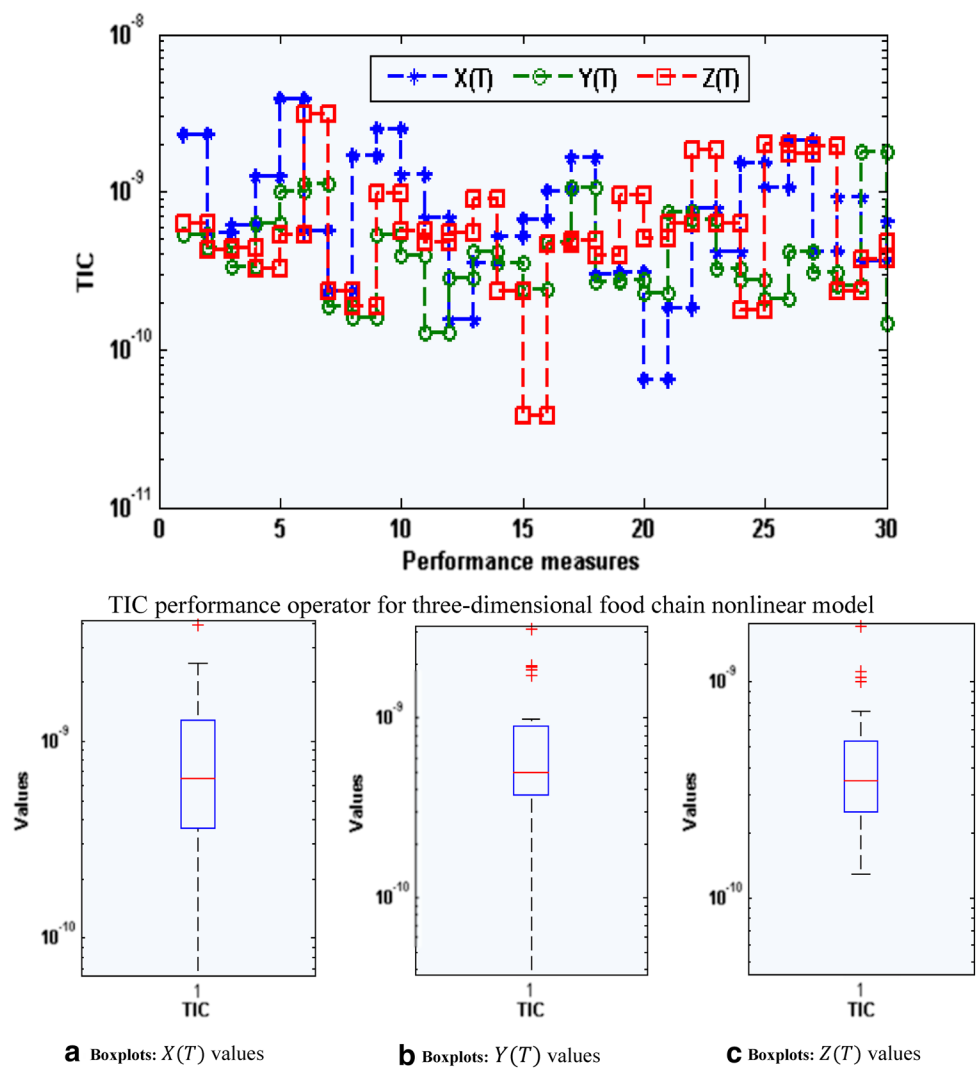 10^-8
X(T) Y(T) Z(T)
10^-9
TIC
10^-10
10^-11
0 5 10 15 20 25 30
Performance measures
TIC performance operator for three-dimensional food chain nonlinear model
10^-9
Values
10^-10
1
TIC
10^-9
Values
10^-10
1
TIC
10^-9
Values
10^-10
1
TIC
a Boxplots: X(T) values
b Boxplots: Y(T) values
c Boxplots: Z(T) values